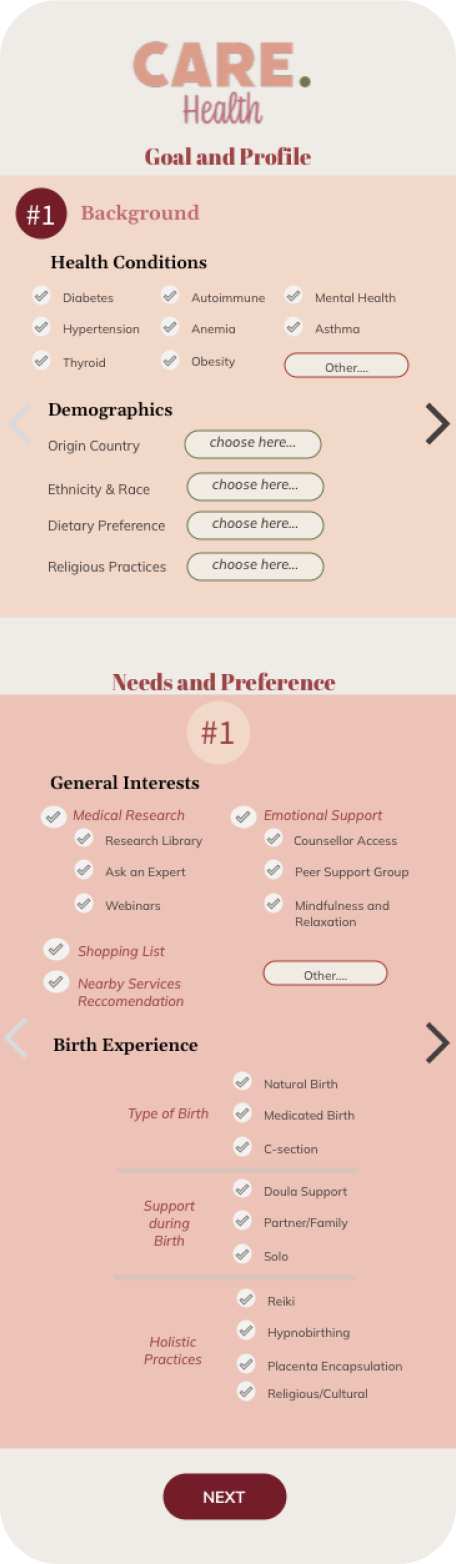 CARE.
Health
Goal and Profile
#1 Background
Health Conditions
Diabetes Autoimmune Mental Health
Hypertension Anemia Asthma
Thyroid Obesity Other....
Demographics
Origin Country choose here...
Ethnicity & Race choose here...
Dietary Preference choose here...
Religious Practices choose here...
Needs and Preference
#1
General Interests
Medical Research Emotional Support
Research Library Counsellor Access
Ask an Expert Peer Support Group
Webinars Mindfulness and
Relaxation
Shopping List
Other....
Nearby Services
Reccomendation
Birth Experience
Type of Birth
Natural Birth
Medicated Birth
C-section
Support
during
Birth
Doula Support
Partner/Family
Solo
Holistic
Practices
Reiki
Hypnobirthing
Placenta Encapsulation
Religious/Cultural
NEXT